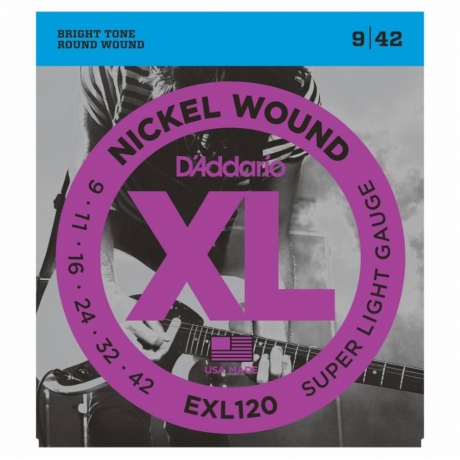 BRIGHT TONE
ROUND WOUND
9|42
NICKEL WOUND
D'Addario
XL
9 · 11 · 16 · 24 · 32 · 42
SUPER LIGHT GAUGE
USA MADE
EXL120